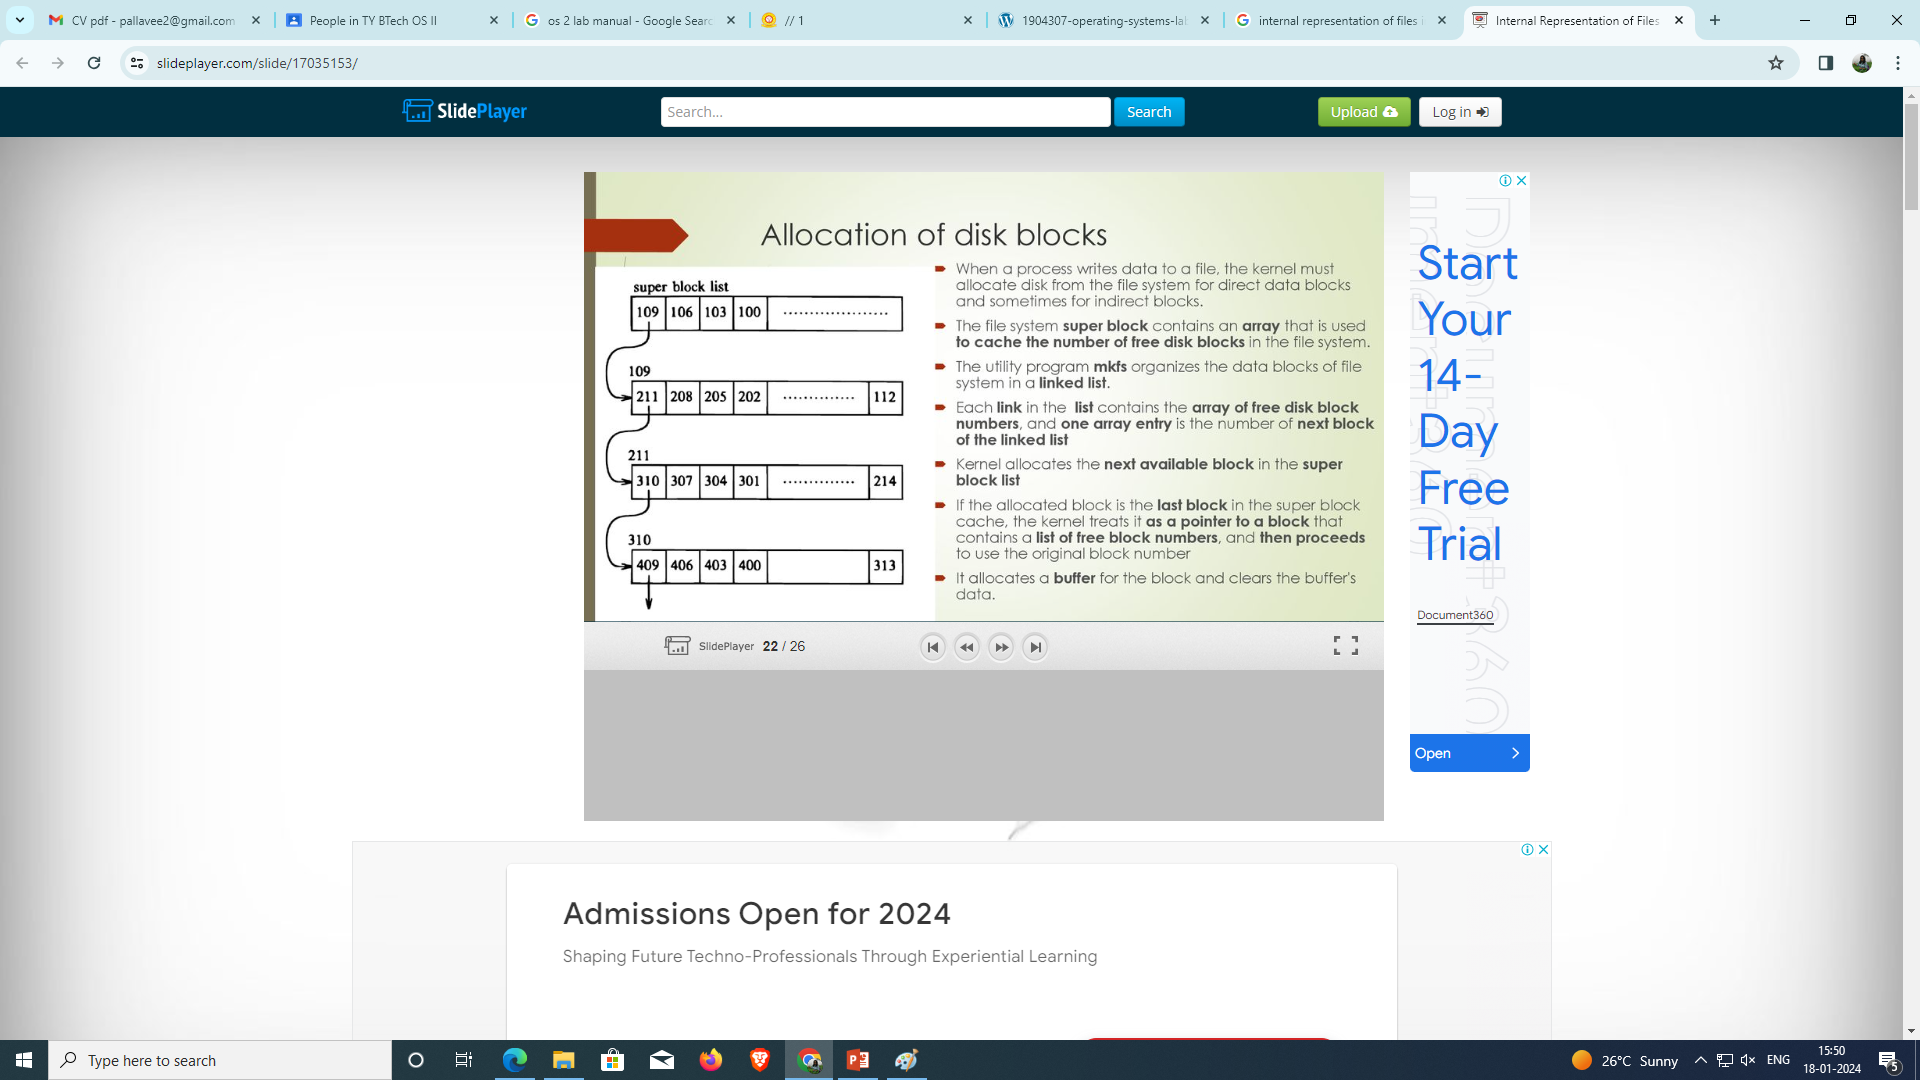 CV pdf - pallavee2@gmail.com
People in TY BTech OS II
os 2 lab manual - Google Searc
// 1
1904307-operating-systems-la
internal representation of files i
Internal Representation of Files
slideplayer.com/slide/17035153/
SlidePlayer
Search...
Search
Upload
Log in
Allocation of disk blocks
super block list
109 106 103 100 ....................
109
211 208 205 202 .............. 112
211
310 307 304 301 .............. 214
310
409 406 403 400 313
When a process writes data to a file, the kernel must
allocate disk from the file system for direct data blocks
and sometimes for indirect blocks.
The file system super block contains an array that is used
to cache the number of free disk blocks in the file system.
The utility program mkfs organizes the data blocks of file
system in a linked list.
Each link in the list contains the array of free disk block
numbers, and one array entry is the number of next block
of the linked list
Kernel allocates the next available block in the super
block list
If the allocated block is the last block in the super block
cache, the kernel treats it as a pointer to a block that
contains a list of free block numbers, and then proceeds
to use the original block number
It allocates a buffer for the block and clears the buffer's
data.
SlidePlayer 22 / 26
Start
Your
14-
Day
Free
Trial
Document360
Open
Admissions Open for 2024
Shaping Future Techno-Professionals Through Experiential Learning
Type here to search
26°C Sunny
ENG
15:50
18-01-2024
5